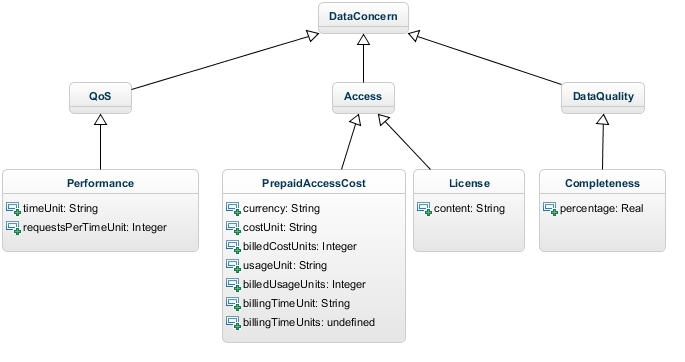 DataConcern
QoS
Access
DataQuality
Performance
timeUnit: String
requestsPerTimeUnit: Integer
PrepaidAccessCost
currency: String
costUnit: String
billedCostUnits: Integer
usageUnit: String
billedUsageUnits: Integer
billingTimeUnit: String
billingTimeUnits: undefined
License
content: String
Completeness
percentage: Real